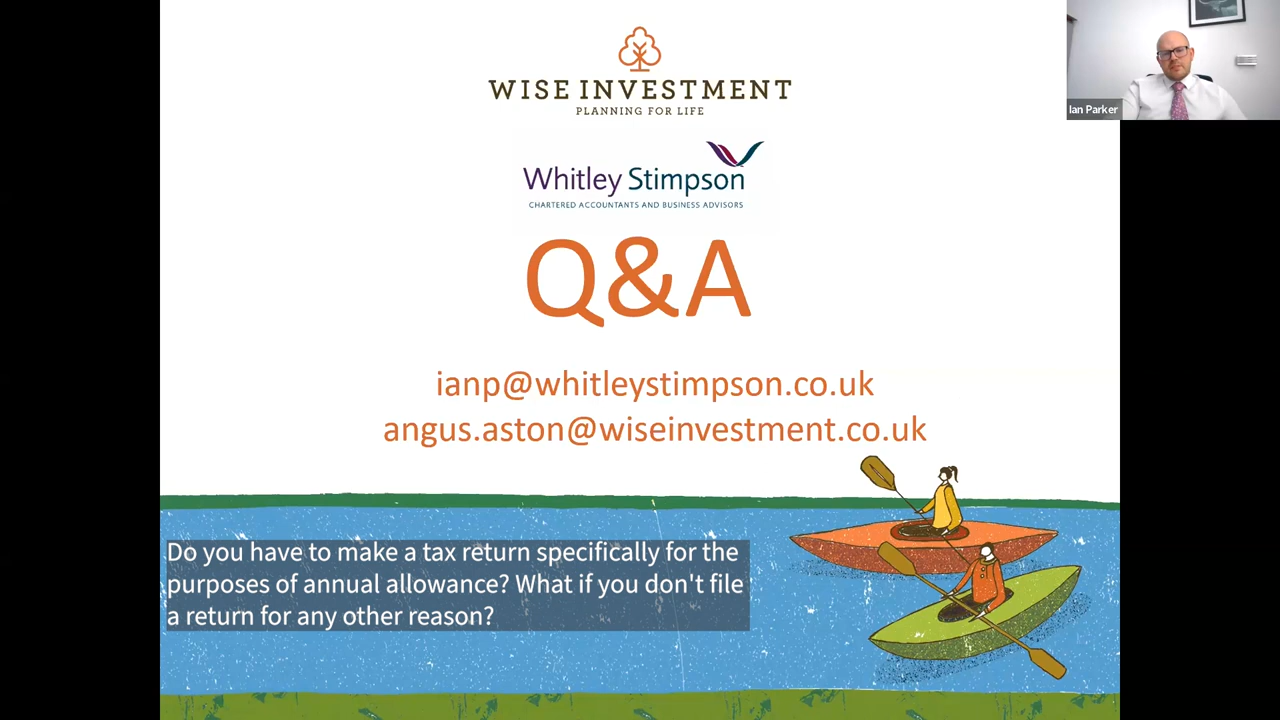 WISE INVESTMENT
PLANNING FOR LIFE
Ian Parker
Whitley Stimpson
CHARTERED ACCOUNTANTS AND BUSINESS ADVISORS
Q&A
ianp@whitleystimpson.co.uk
angus.aston@wiseinvestment.co.uk
Do you have to make a tax return specifically for the
purposes of annual allowance? What if you don't file
a return for any other reason?